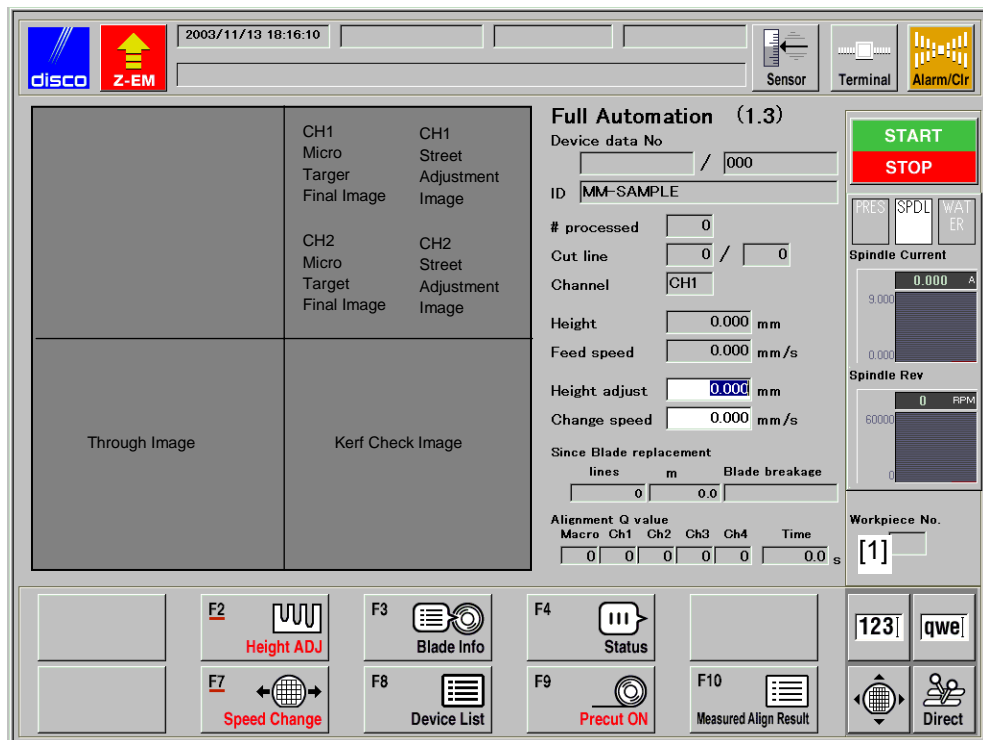 2003/11/13 18:16:10
disco
Z-EM
Sensor
Terminal
Alarm/Clr
CH1
Micro
Targer
Final Image
CH1
Street
Adjustment
Image
CH2
Micro
Target
Final Image
CH2
Street
Adjustment
Image
Through Image
Kerf Check Image
Full Automation (1.3)
Device data No
/ 000
ID MM-SAMPLE
# processed 0
Cut line 0 / 0
Channel CH1
Height 0.000 mm
Feed speed 0.000 mm/s
Height adjust 0.000 mm
Change speed 0.000 mm/s
Since Blade replacement
lines m Blade breakage
0 0.0
Alignment Q value
Macro Ch1 Ch2 Ch3 Ch4 Time
0 0 0 0 0 0.0 s
START
STOP
PRES SPDL WAT
ER
Spindle Current
0.000 A
9.000
0.000
Spindle Rev
0 RPM
60000
0
Workpiece No.
[1]
F2
Height ADJ
F3
Blade Info
F4
Status
F7
Speed Change
F8
Device List
F9
Precut ON
F10
Measured Align Result
123
qwe
Direct